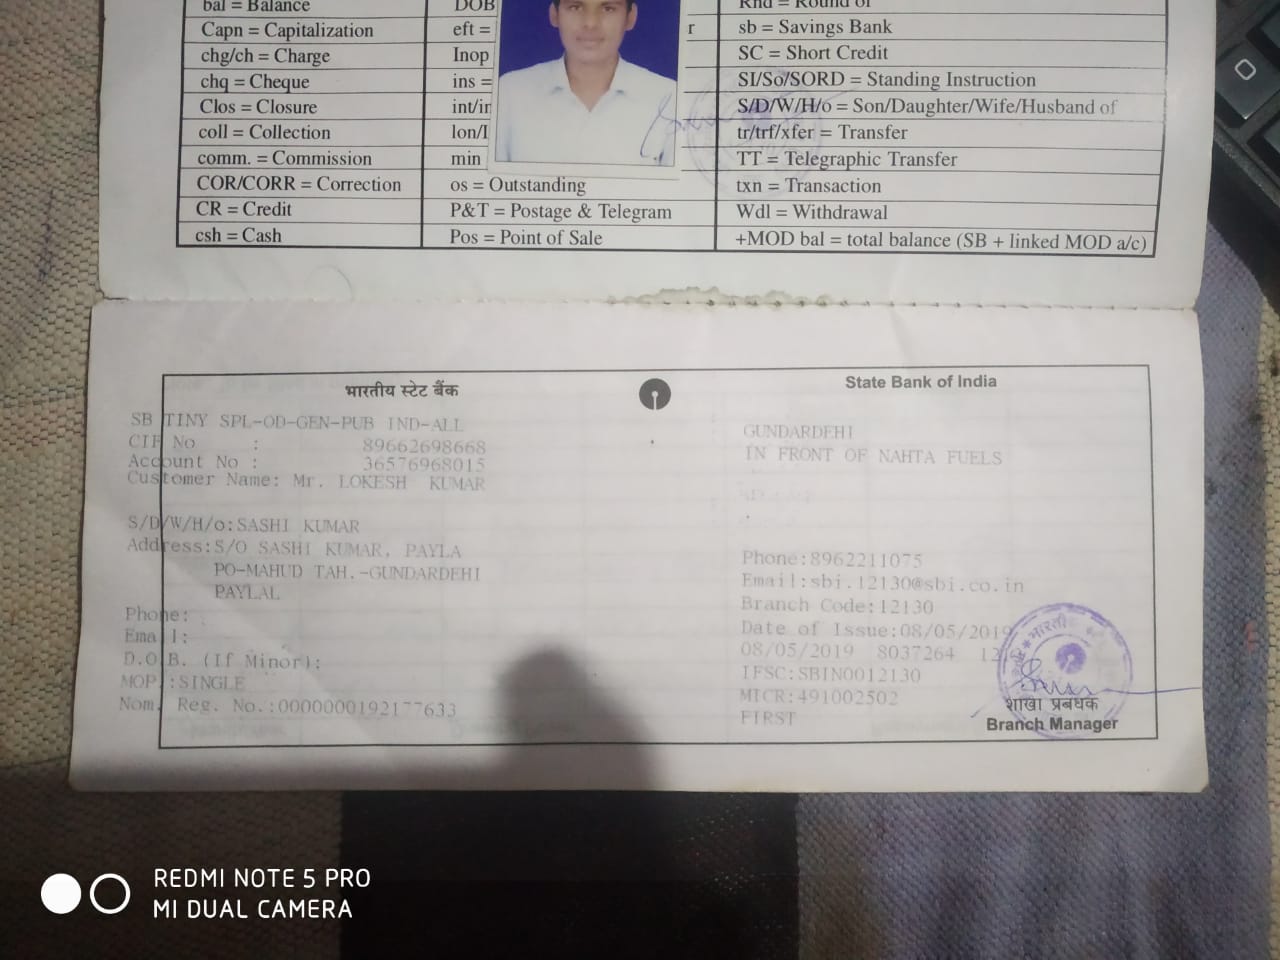 bal = Balance
Capn = Capitalization
chg/ch = Charge
chq = Cheque
Clos = Closure
coll = Collection
comm. = Commission
COR/CORR = Correction
CR = Credit
csh = Cash
DOB
eft =
Inop
ins =
int/in
lon/l
min
os = Outstanding
P&T = Postage & Telegram
Pos = Point of Sale
Rnd = Round of
r
sb = Savings Bank
SC = Short Credit
SI/So/SORD = Standing Instruction
S/D/W/H/o = Son/Daughter/Wife/Husband of
tr/trf/xfer = Transfer
TT = Telegraphic Transfer
txn = Transaction
Wdl = Withdrawal
+MOD bal = total balance (SB + linked MOD a/c)
भारतीय स्टेट बैंक
State Bank of India
SB TINY SPL-OD-GEN-PUB IND-ALL
CIF No : 89662698668
Account No : 36576968015
Customer Name: Mr. LOKESH KUMAR
S/D/W/H/o:SASHI KUMAR
Address:S/O SASHI KUMAR, PAYLA
PO-MAHUD TAH.-GUNDARDEHI
PAYLAL
Phone:
Email:
D.O.B. (If Minor):
MOP.:SINGLE
Nom. Reg. No.:0000000192177633
GUNDARDEHI
IN FRONT OF NAHTA FUELS
Phone:8962211075
Email:sbi.12130@sbi.co.in
Branch Code:12130
Date of Issue:08/05/2019
08/05/2019 8037264 12
IFSC:SBIN0012130
MICR:491002502
FIRST
भारती
शाखा प्रबंधक
Branch Manager
REDMI NOTE 5 PRO
MI DUAL CAMERA